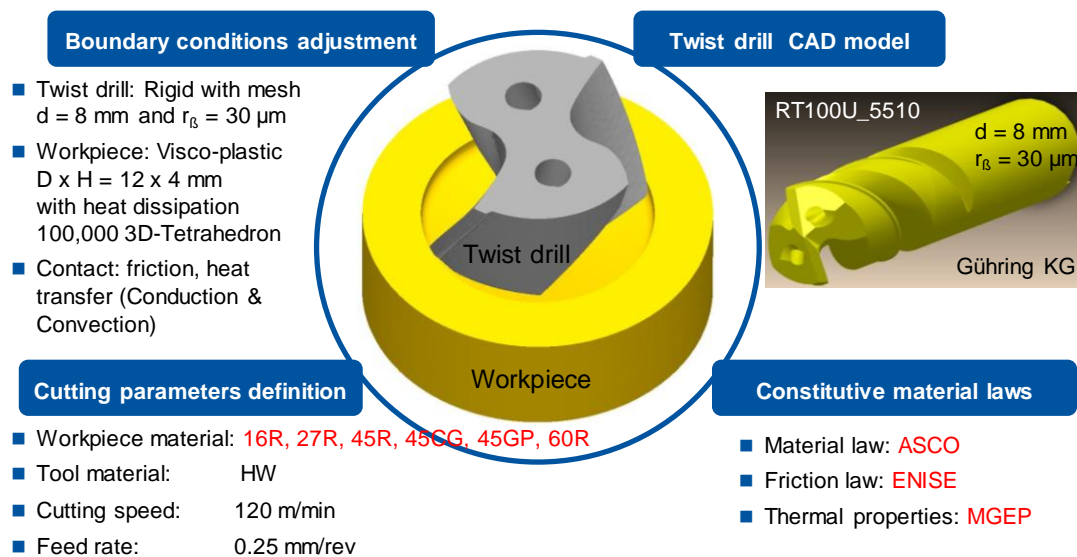 Boundary conditions adjustment
Twist drill: Rigid with mesh
d = 8 mm and rß = 30 µm
Workpiece: Visco-plastic
D x H = 12 x 4 mm
with heat dissipation
100,000 3D-Tetrahedron
Contact: friction, heat
transfer (Conduction &
Convection)
Twist drill CAD model
RT100U_5510
d = 8 mm
rß = 30 µm
Gühring KG
Twist drill
Workpiece
Cutting parameters definition
Workpiece material: 16R, 27R, 45R, 45CG, 45GP, 60R
Tool material: HW
Cutting speed: 120 m/min
Feed rate: 0.25 mm/rev
Constitutive material laws
Material law: ASCO
Friction law: ENISE
Thermal properties: MGEP